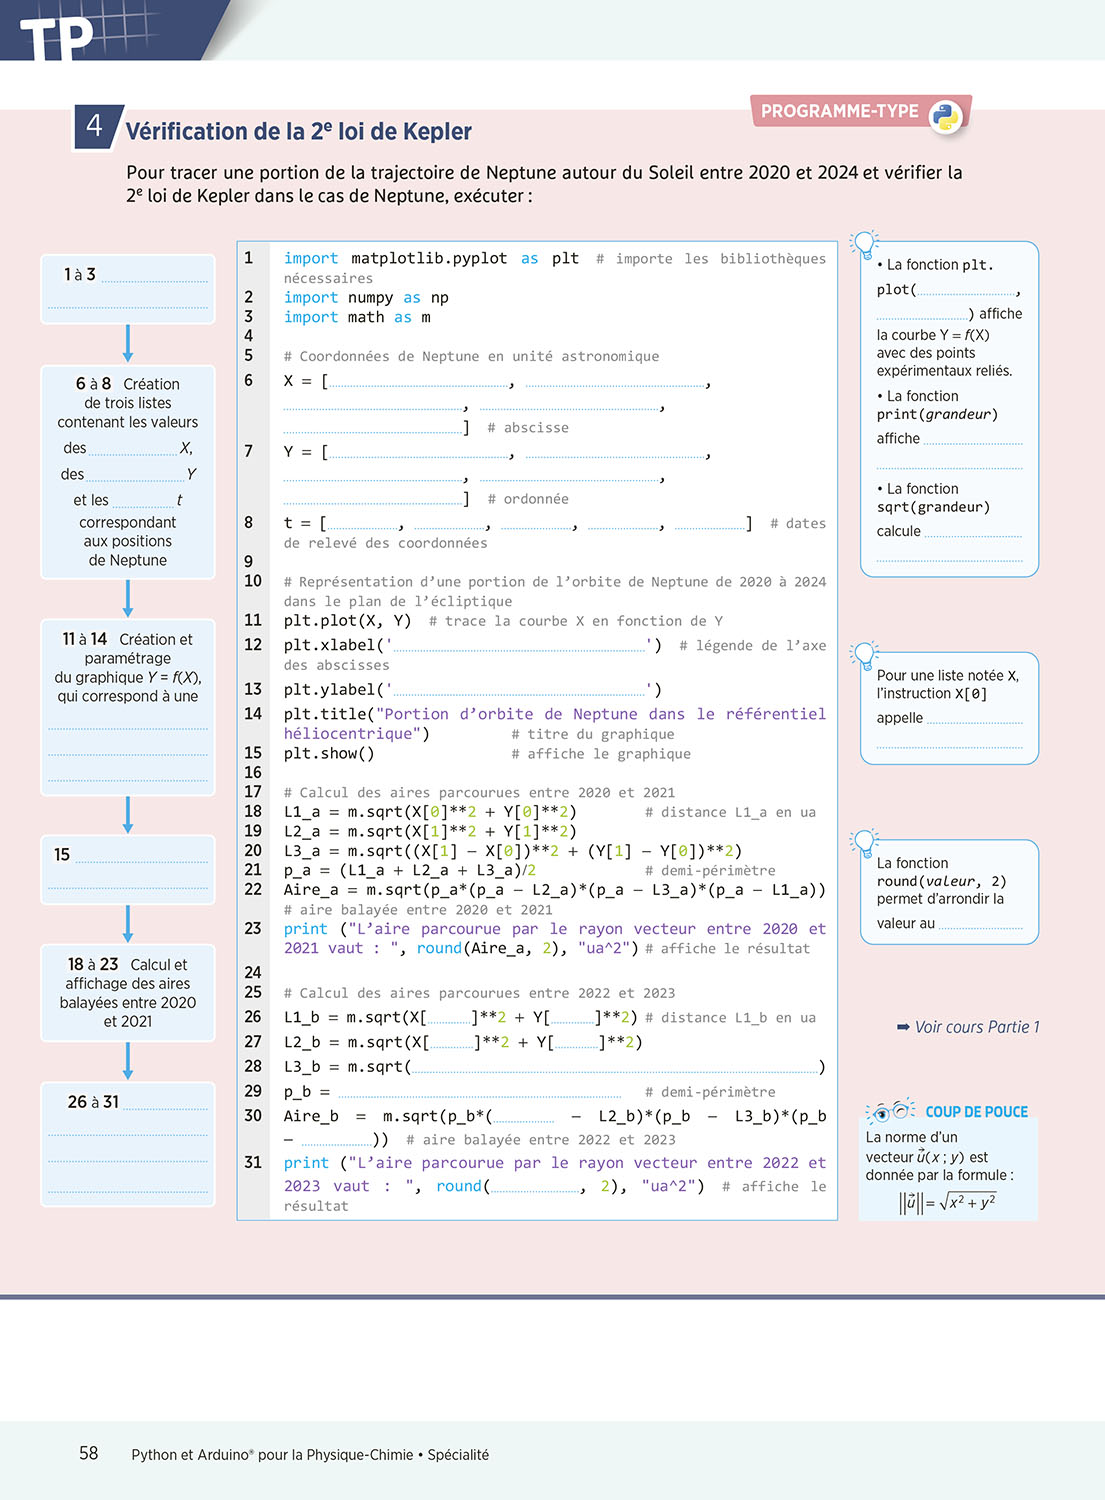 TP
PROGRAMME-TYPE
4
Vérification de la 2e loi de Kepler
Pour tracer une portion de la trajectoire de Neptune autour du Soleil entre 2020 et 2024 et vérifier la
2e loi de Kepler dans le cas de Neptune, exécuter :
1 à 3
6 à 8 Création
de trois listes
contenant les valeurs
des X,
des Y
et les t
correspondant
aux positions
de Neptune
11 à 14 Création et
paramétrage
du graphique Y = f(X),
qui correspond à une
15
18 à 23 Calcul et
affichage des aires
balayées entre 2020
et 2021
26 à 31
1 import matplotlib.pyplot as plt # importe les bibliothèques
nécessaires
2 import numpy as np
3 import math as m
4
5 # Coordonnées de Neptune en unité astronomique
6 X = [ , ,
, ,
] # abscisse
7 Y = [ , ,
, ,
] # ordonnée
8 t = [ , , , , ] # dates
de relevé des coordonnées
9
10 # Représentation d'une portion de l'orbite de Neptune de 2020 à 2024
dans le plan de l'écliptique
11 plt.plot(X, Y) # trace la courbe X en fonction de Y
12 plt.xlabel(' ') # légende de l'axe
des abscisses
13 plt.ylabel(' ')
14 plt.title("Portion d'orbite de Neptune dans le référentiel
héliocentrique") # titre du graphique
15 plt.show() # affiche le graphique
16
17 # Calcul des aires parcourues entre 2020 et 2021
18 L1_a = m.sqrt(X[0]**2 + Y[0]**2) # distance L1_a en ua
19 L2_a = m.sqrt(X[1]**2 + Y[1]**2)
20 L3_a = m.sqrt((X[1] – X[0])**2 + (Y[1] – Y[0])**2)
21 p_a = (L1_a + L2_a + L3_a)/2 # demi-périmètre
22 Aire_a = m.sqrt(p_a*(p_a – L2_a)*(p_a – L3_a)*(p_a – L1_a))
# aire balayée entre 2020 et 2021
23 print ("L'aire parcourue par le rayon vecteur entre 2020 et
2021 vaut : ", round(Aire_a, 2), "ua^2") # affiche le résultat
24
25 # Calcul des aires parcourues entre 2022 et 2023
26 L1_b = m.sqrt(X[ ]**2 + Y[ ]**2) # distance L1_b en ua
27 L2_b = m.sqrt(X[ ]**2 + Y[ ]**2)
28 L3_b = m.sqrt( )
29 p_b = # demi-périmètre
30 Aire_b = m.sqrt(p_b*( – L2_b)*(p_b – L3_b)*(p_b
– )) # aire balayée entre 2022 et 2023
31 print ("L'aire parcourue par le rayon vecteur entre 2022 et
2023 vaut : ", round( , 2), "ua^2") # affiche le
résultat
• La fonction plt.
plot( ,
) affiche
la courbe Y = f(X)
avec des points
expérimentaux reliés.
• La fonction
print(grandeur)
affiche
• La fonction
sqrt(grandeur)
calcule
Pour une liste notée X,
l'instruction X[0]
appelle
La fonction
round(valeur, 2)
permet d'arrondir la
valeur au
➡ Voir cours Partie 1
COUP DE POUCE
La norme d'un
vecteur u⃗(x ; y) est
donnée par la formule :
||u⃗|| = √x² + y²
58 Python et Arduino® pour la Physique-Chimie • Spécialité